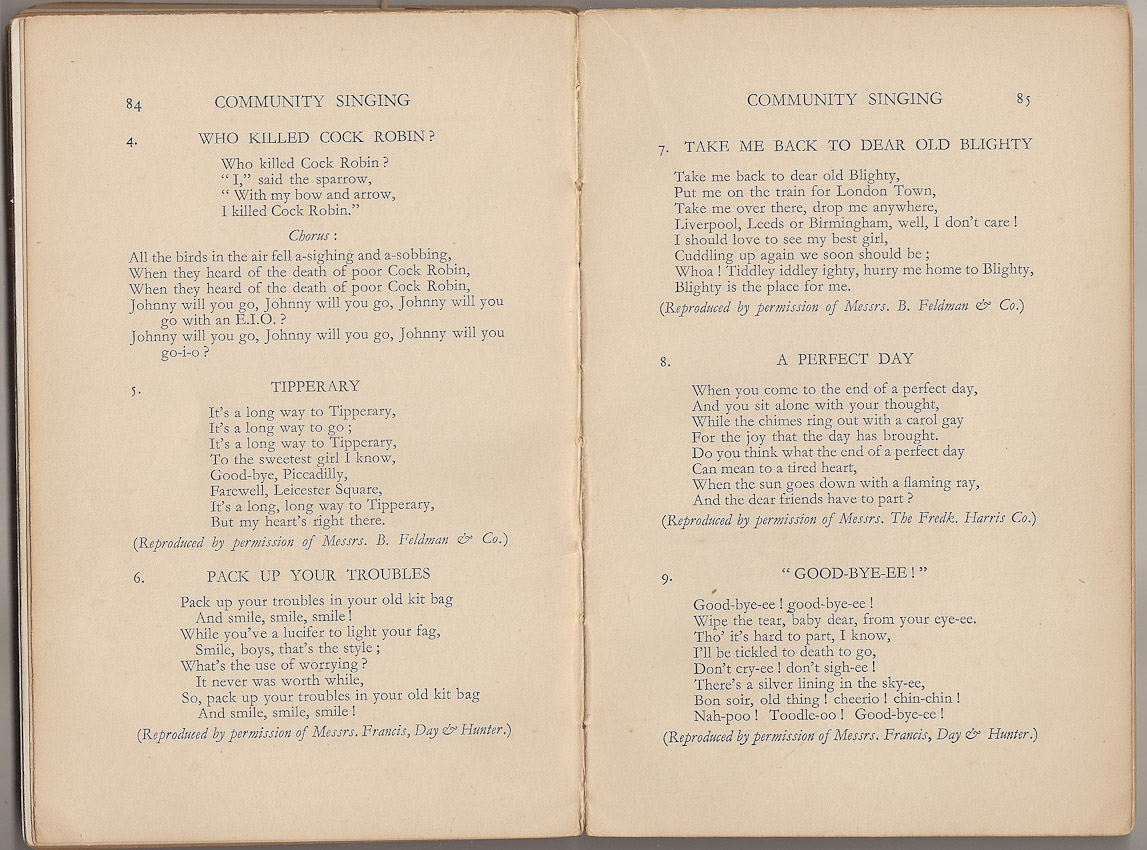 84 COMMUNITY SINGING
4. WHO KILLED COCK ROBIN ?
Who killed Cock Robin ?
“ I,” said the sparrow,
“ With my bow and arrow,
I killed Cock Robin.”
Chorus :
All the birds in the air fell a-sighing and a-sobbing,
When they heard of the death of poor Cock Robin,
When they heard of the death of poor Cock Robin,
Johnny will you go, Johnny will you go, Johnny will you
go with an E.I.O. ?
Johnny will you go, Johnny will you go, Johnny will you
go-i-o ?
5. TIPPERARY
It’s a long way to Tipperary,
It’s a long way to go ;
It’s a long way to Tipperary,
To the sweetest girl I know,
Good-bye, Piccadilly,
Farewell, Leicester Square,
It’s a long, long way to Tipperary,
But my heart’s right there.
(Reproduced by permission of Messrs. B. Feldman & Co.)
6. PACK UP YOUR TROUBLES
Pack up your troubles in your old kit bag
And smile, smile, smile !
While you’ve a lucifer to light your fag,
Smile, boys, that’s the style ;
What’s the use of worrying ?
It never was worth while,
So, pack up your troubles in your old kit bag
And smile, smile, smile !
(Reproduced by permission of Messrs. Francis, Day & Hunter.)
COMMUNITY SINGING 85
7. TAKE ME BACK TO DEAR OLD BLIGHTY
Take me back to dear old Blighty,
Put me on the train for London Town,
Take me over there, drop me anywhere,
Liverpool, Leeds or Birmingham, well, I don’t care !
I should love to see my best girl,
Cuddling up again we soon should be ;
Whoa ! Tiddley iddley ighty, hurry me home to Blighty,
Blighty is the place for me.
(Reproduced by permission of Messrs. B. Feldman & Co.)
8. A PERFECT DAY
When you come to the end of a perfect day,
And you sit alone with your thought,
While the chimes ring out with a carol gay
For the joy that the day has brought.
Do you think what the end of a perfect day
Can mean to a tired heart,
When the sun goes down with a flaming ray,
And the dear friends have to part ?
(Reproduced by permission of Messrs. The Fredk. Harris Co.)
9. “ GOOD-BYE-EE ! ”
Good-bye-ee ! good-bye-ee !
Wipe the tear, baby dear, from your eye-ee.
Tho’ it’s hard to part, I know,
I’ll be tickled to death to go,
Don’t cry-ee ! don’t sigh-ee !
There’s a silver lining in the sky-ee,
Bon soir, old thing ! cheerio ! chin-chin !
Nah-poo ! Toodle-oo ! Good-bye-ee !
(Reproduced by permission of Messrs. Francis, Day & Hunter.)